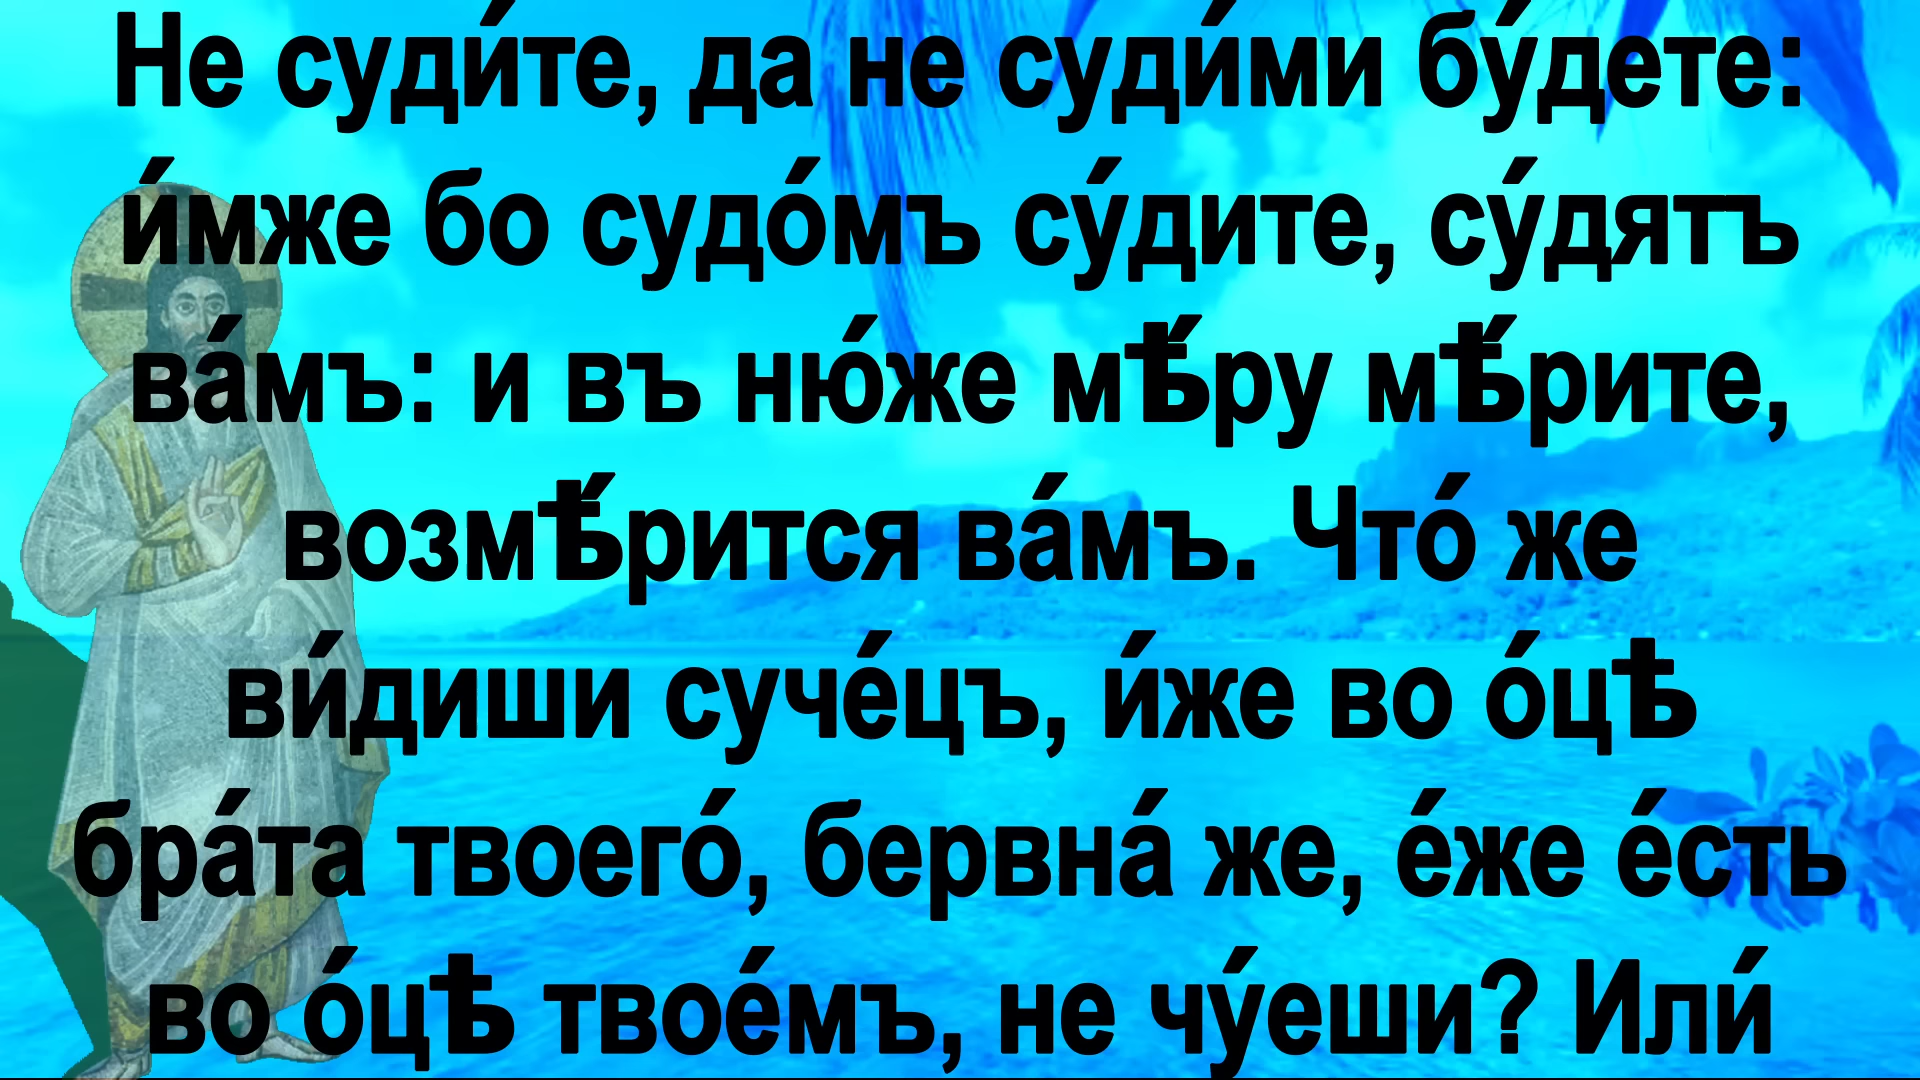 Не суди́те, да не суди́ми бу́дете:
и́мже бо судо́мъ су́дите, су́дятъ
ва́мъ: и въ ню́же мѣ́ру мѣ́рите,
возмѣ́рится ва́мъ. Что́ же
ви́диши суче́цъ, и́же во о́цѣ
бра́та твоего́, бервна́ же, е́же е́сть
во о́цѣ твое́мъ, не чу́еши? Или́